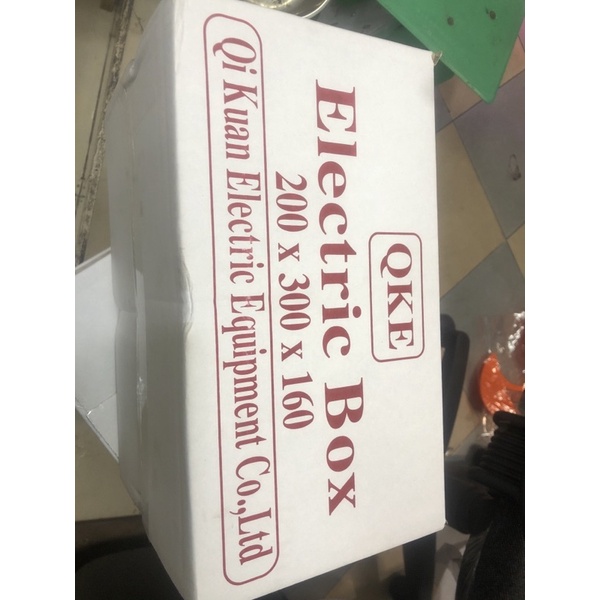 QKE
Electric Box
200 x 300 x 160
Qi Kuan Electric Equipment Co.,Ltd